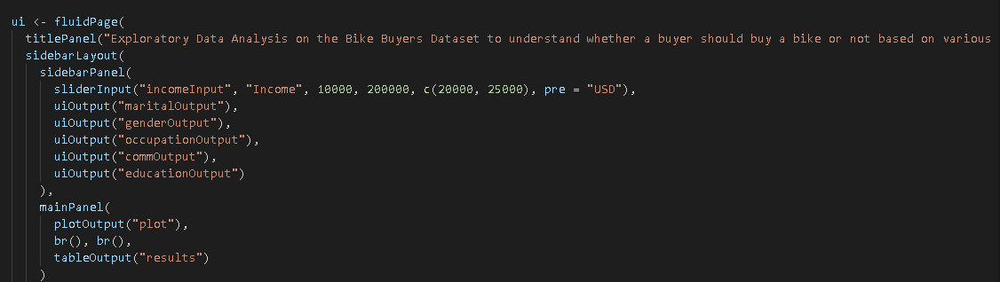 ui <- fluidPage(
  titlePanel("Exploratory Data Analysis on the Bike Buyers Dataset to understand whether a buyer should buy a bike or not based on various
  sidebarLayout(
    sidebarPanel(
      sliderInput("incomeInput", "Income", 10000, 200000, c(20000, 25000), pre = "USD"),
      uiOutput("maritalOutput"),
      uiOutput("genderOutput"),
      uiOutput("occupationOutput"),
      uiOutput("commOutput"),
      uiOutput("educationOutput")
    ),
    mainPanel(
      plotOutput("plot"),
      br(), br(),
      tableOutput("results")
    )